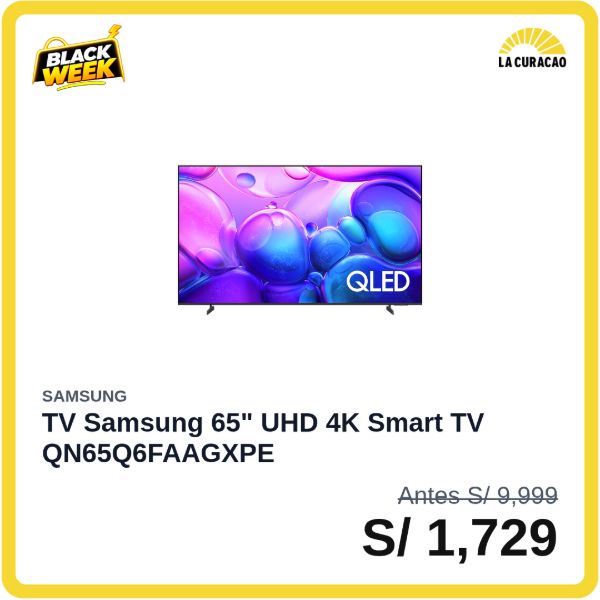 BLACK
WEEK
LA CURACAO
QLED
SAMSUNG
TV Samsung 65" UHD 4K Smart TV
QN65Q6FAAGXPE
Antes S/ 9,999
S/ 1,729